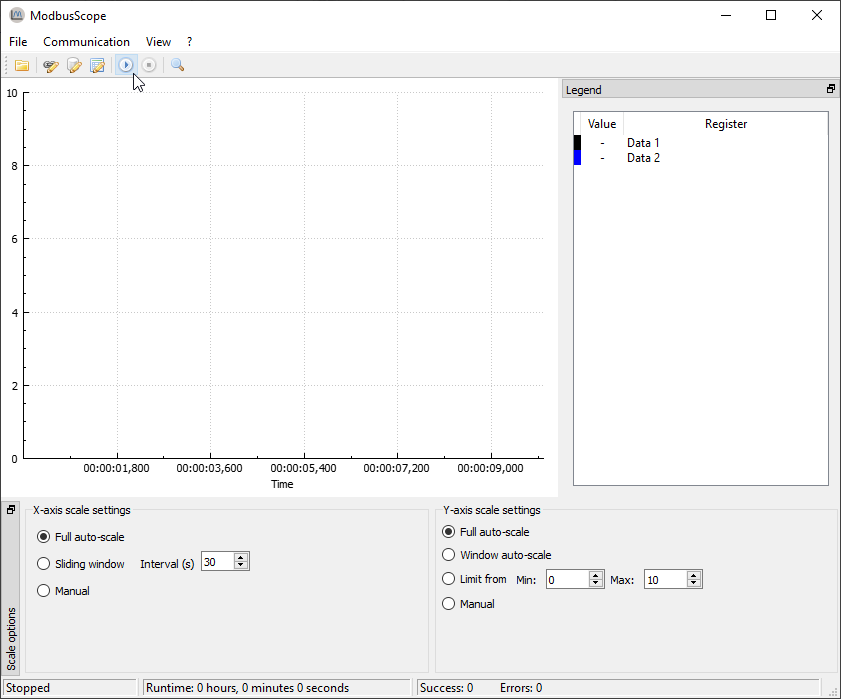 ModbusScope
File Communication View ?
Legend
Value Register
- Data 1
- Data 2
10
8
6
4
2
0
00:00:01,800 00:00:03,600 00:00:05,400 00:00:07,200 00:00:09,000
Time
Scale options
X-axis scale settings
Full auto-scale
Sliding window Interval (s) 30
Manual
Y-axis scale settings
Full auto-scale
Window auto-scale
Limit from Min: 0 Max: 10
Manual
Stopped Runtime: 0 hours, 0 minutes 0 seconds Success: 0 Errors: 0